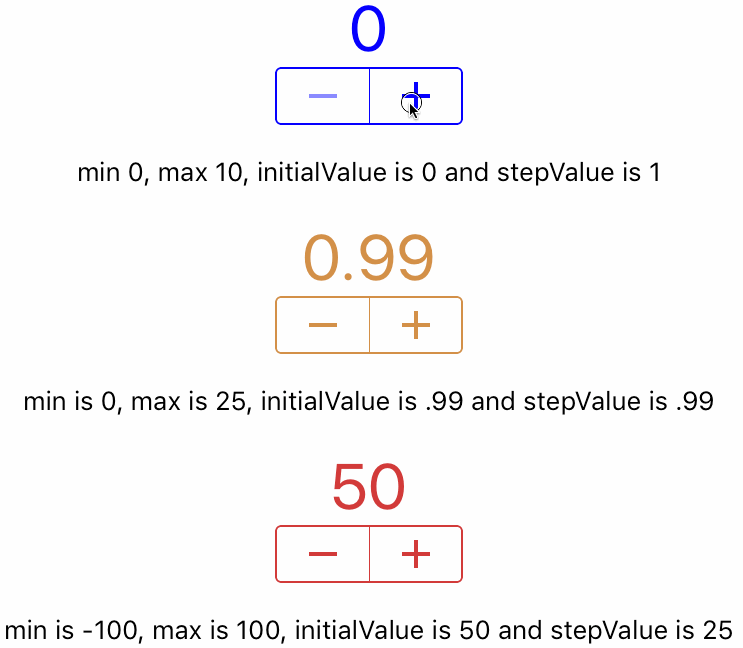 0
− +
min 0, max 10, initialValue is 0 and stepValue is 1
0.99
− +
min is 0, max is 25, initialValue is .99 and stepValue is .99
50
− +
min is -100, max is 100, initialValue is 50 and stepValue is 25